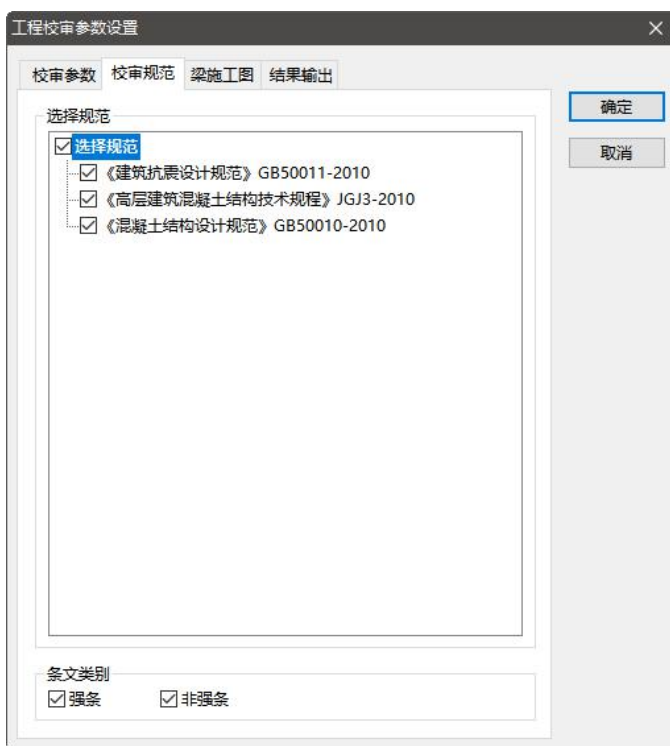 工程校审参数设置
校审参数 校审规范 梁施工图 结果输出
确定
取消
选择规范
选择规范
《建筑抗震设计规范》GB50011-2010
《高层建筑混凝土结构技术规程》JGJ3-2010
《混凝土结构设计规范》GB50010-2010
条文类别
强条 非强条